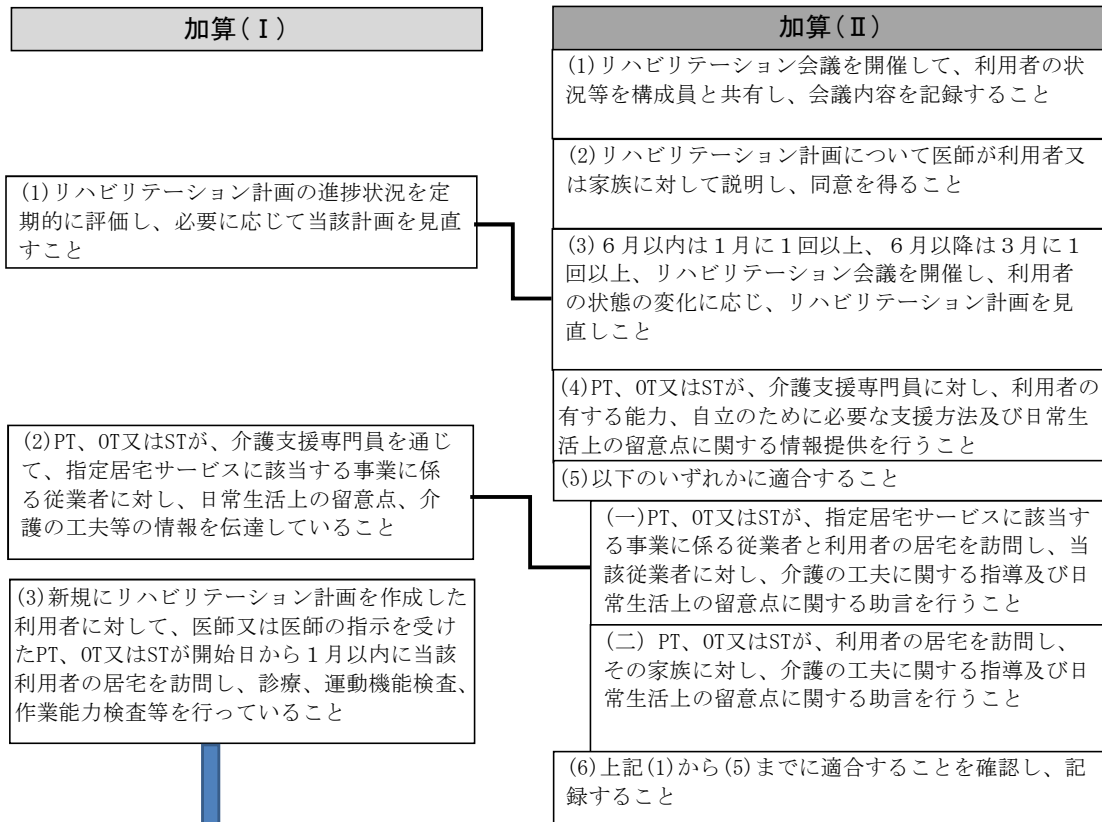 加算(Ⅰ)
(1)リハビリテーション計画の進捗状況を定
期的に評価し、必要に応じて当該計画を見直
すこと
(2)PT、OT又はSTが、介護支援専門員を通じ
て、指定居宅サービスに該当する事業に係
る従業者に対し、日常生活上の留意点、介
護の工夫等の情報を伝達していること
(3)新規にリハビリテーション計画を作成した
利用者に対して、医師又は医師の指示を受け
たPT、OT又はSTが開始日から１月以内に当該
利用者の居宅を訪問し、診療、運動機能検査、
作業能力検査等を行っていること
加算(Ⅱ)
(1)リハビリテーション会議を開催して、利用者の状
況等を構成員と共有し、会議内容を記録すること
(2)リハビリテーション計画について医師が利用者又
は家族に対して説明し、同意を得ること
(3)６月以内は１月に１回以上、６月以降は３月に１
回以上、リハビリテーション会議を開催し、利用者
の状態の変化に応じ、リハビリテーション計画を見
直しこと
(4)PT、OT又はSTが、介護支援専門員に対し、利用者の
有する能力、自立のために必要な支援方法及び日常生
活上の留意点に関する情報提供を行うこと
(5)以下のいずれかに適合すること
(一)PT、OT又はSTが、指定居宅サービスに該当す
る事業に係る従業者と利用者の居宅を訪問し、当
該従業者に対し、介護の工夫に関する指導及び日
常生活上の留意点に関する助言を行うこと
(二) PT、OT又はSTが、利用者の居宅を訪問し、
その家族に対し、介護の工夫に関する指導及び日
常生活上の留意点に関する助言を行うこと
(6)上記(1)から(5)までに適合することを確認し、記
録すること